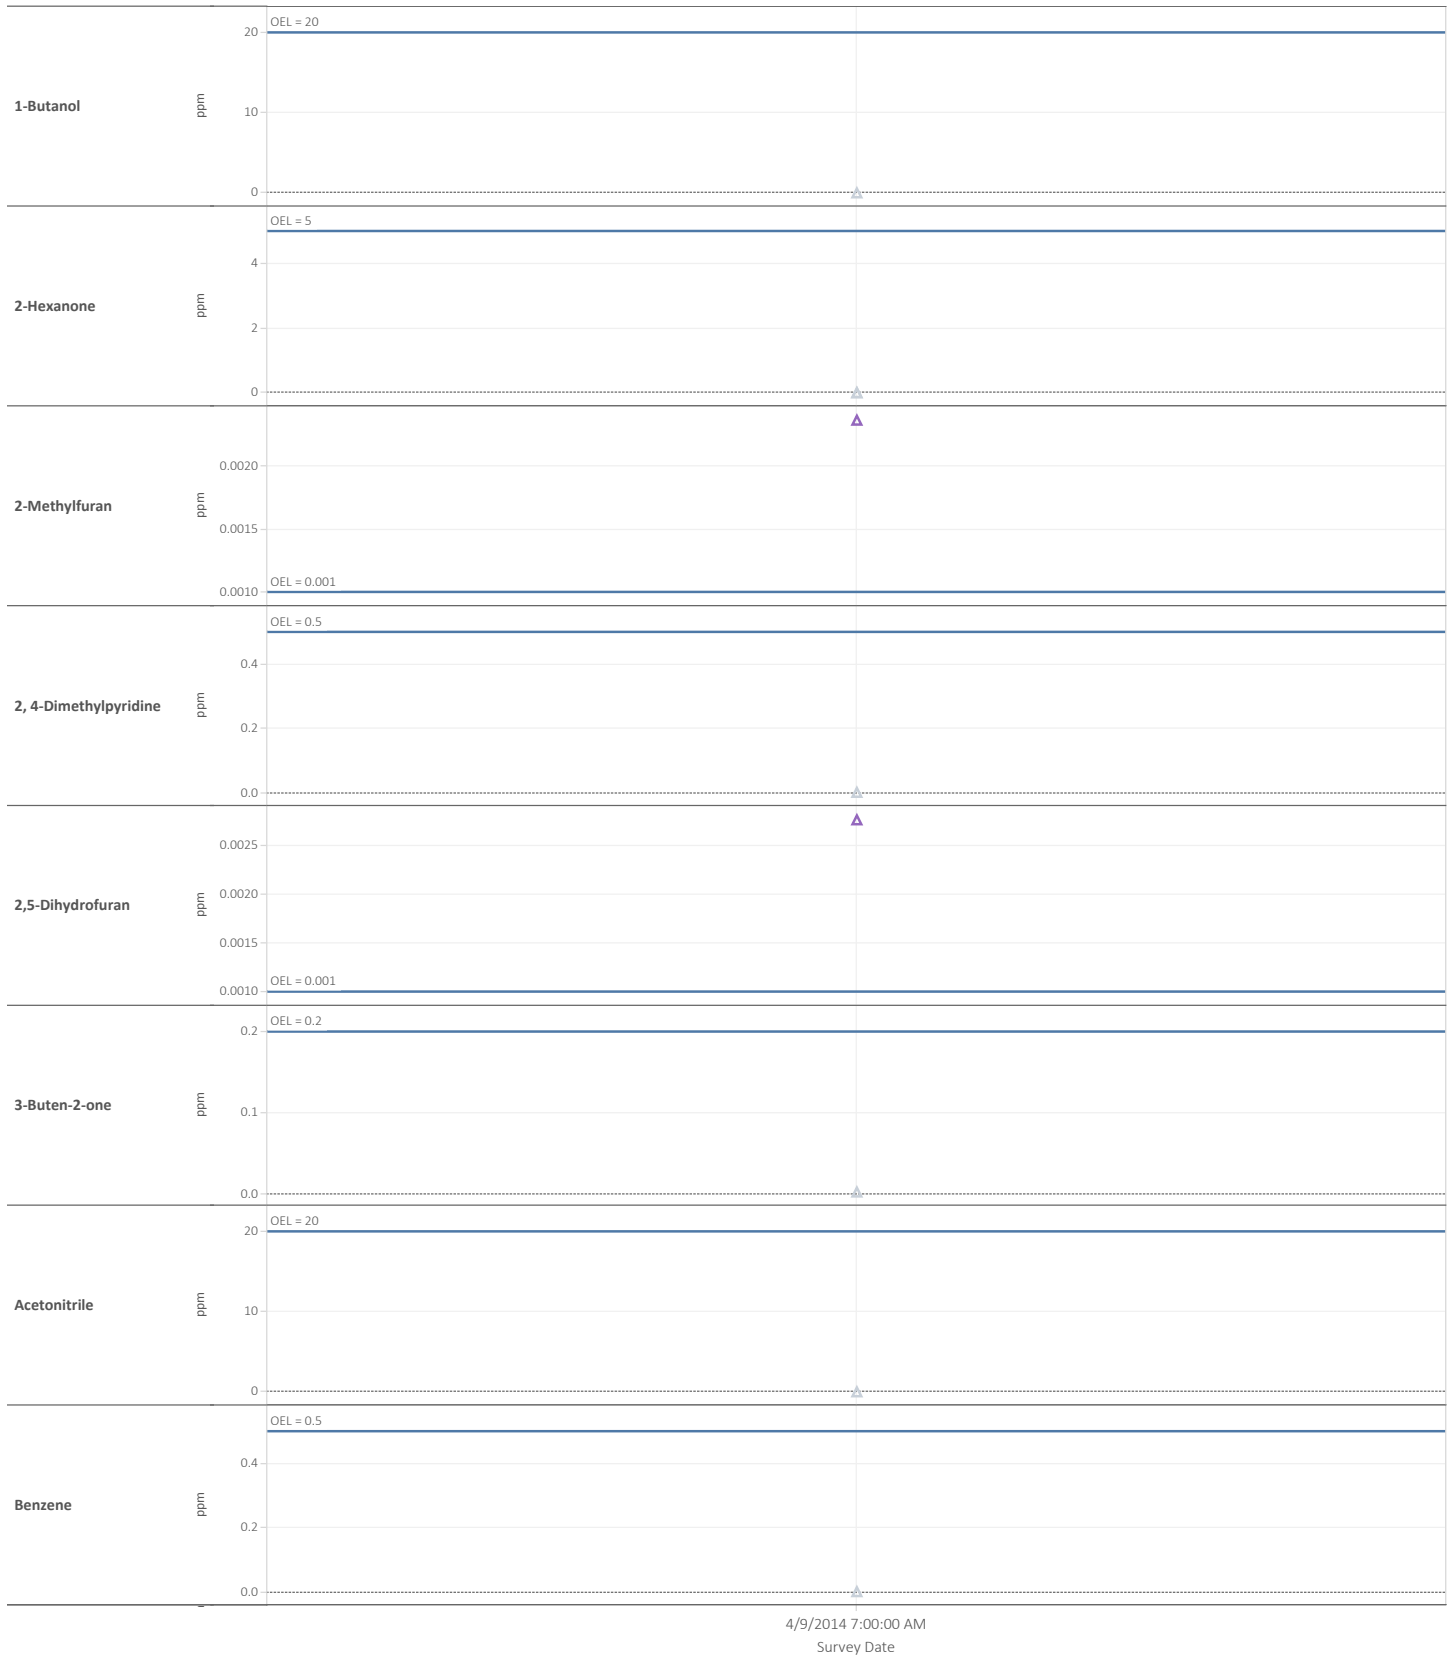 OEL = 20
20
1-Butanol
ppm
10
0
OEL = 5
4
2-Hexanone
ppm
2
0
0.0020
2-Methylfuran
ppm
0.0015
OEL = 0.001
0.0010
OEL = 0.5
0.4
2, 4-Dimethylpyridine
ppm
0.2
0.0
0.0025
0.0020
2,5-Dihydrofuran
ppm
0.0015
OEL = 0.001
0.0010
OEL = 0.2
0.2
3-Buten-2-one
ppm
0.1
0.0
OEL = 20
20
Acetonitrile
ppm
10
0
OEL = 0.5
0.4
Benzene
ppm
0.2
0.0
4/9/2014 7:00:00 AM
Survey Date